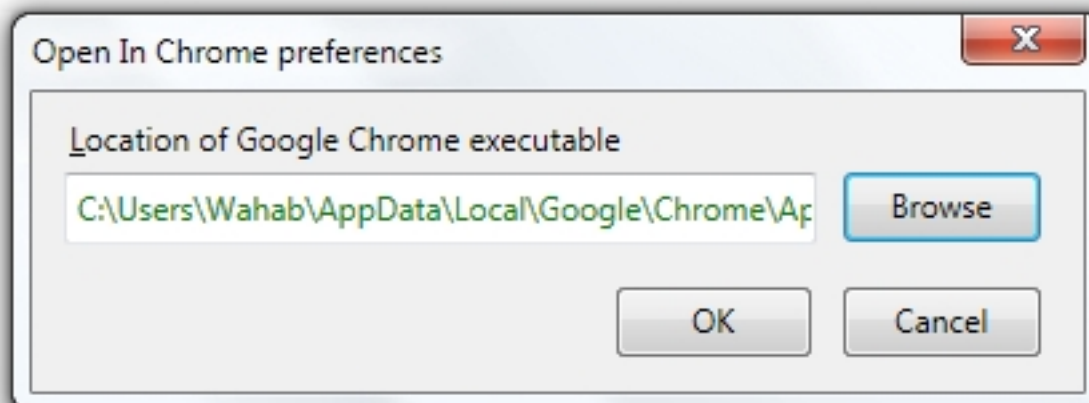 Open In Chrome preferences
Location of Google Chrome executable
C:\Users\Wahab\AppData\Local\Google\Chrome\Ap
Browse
OK
Cancel